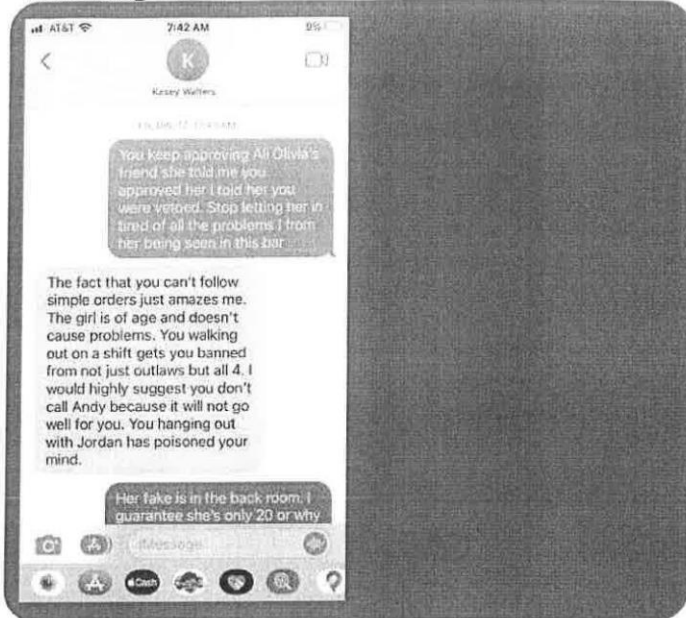 AT&T
7:42 AM
9%
K
Kasey Walters
You keep approving Ali Olivia's
friend she told me you
approved her I told her you
were vetoed. Stop letting her in
tired of all the problems I from
her being seen in this bar
The fact that you can't follow
simple orders just amazes me.
The girl is of age and doesn't
cause problems. You walking
out on a shift gets you banned
from not just outlaws but all 4. I
would highly suggest you don't
call Andy because it will not go
well for you. You hanging out
with Jordan has poisoned your
mind.
Her fake is in the back room. I
guarantee she's only 20 or why
iMessage
Cash